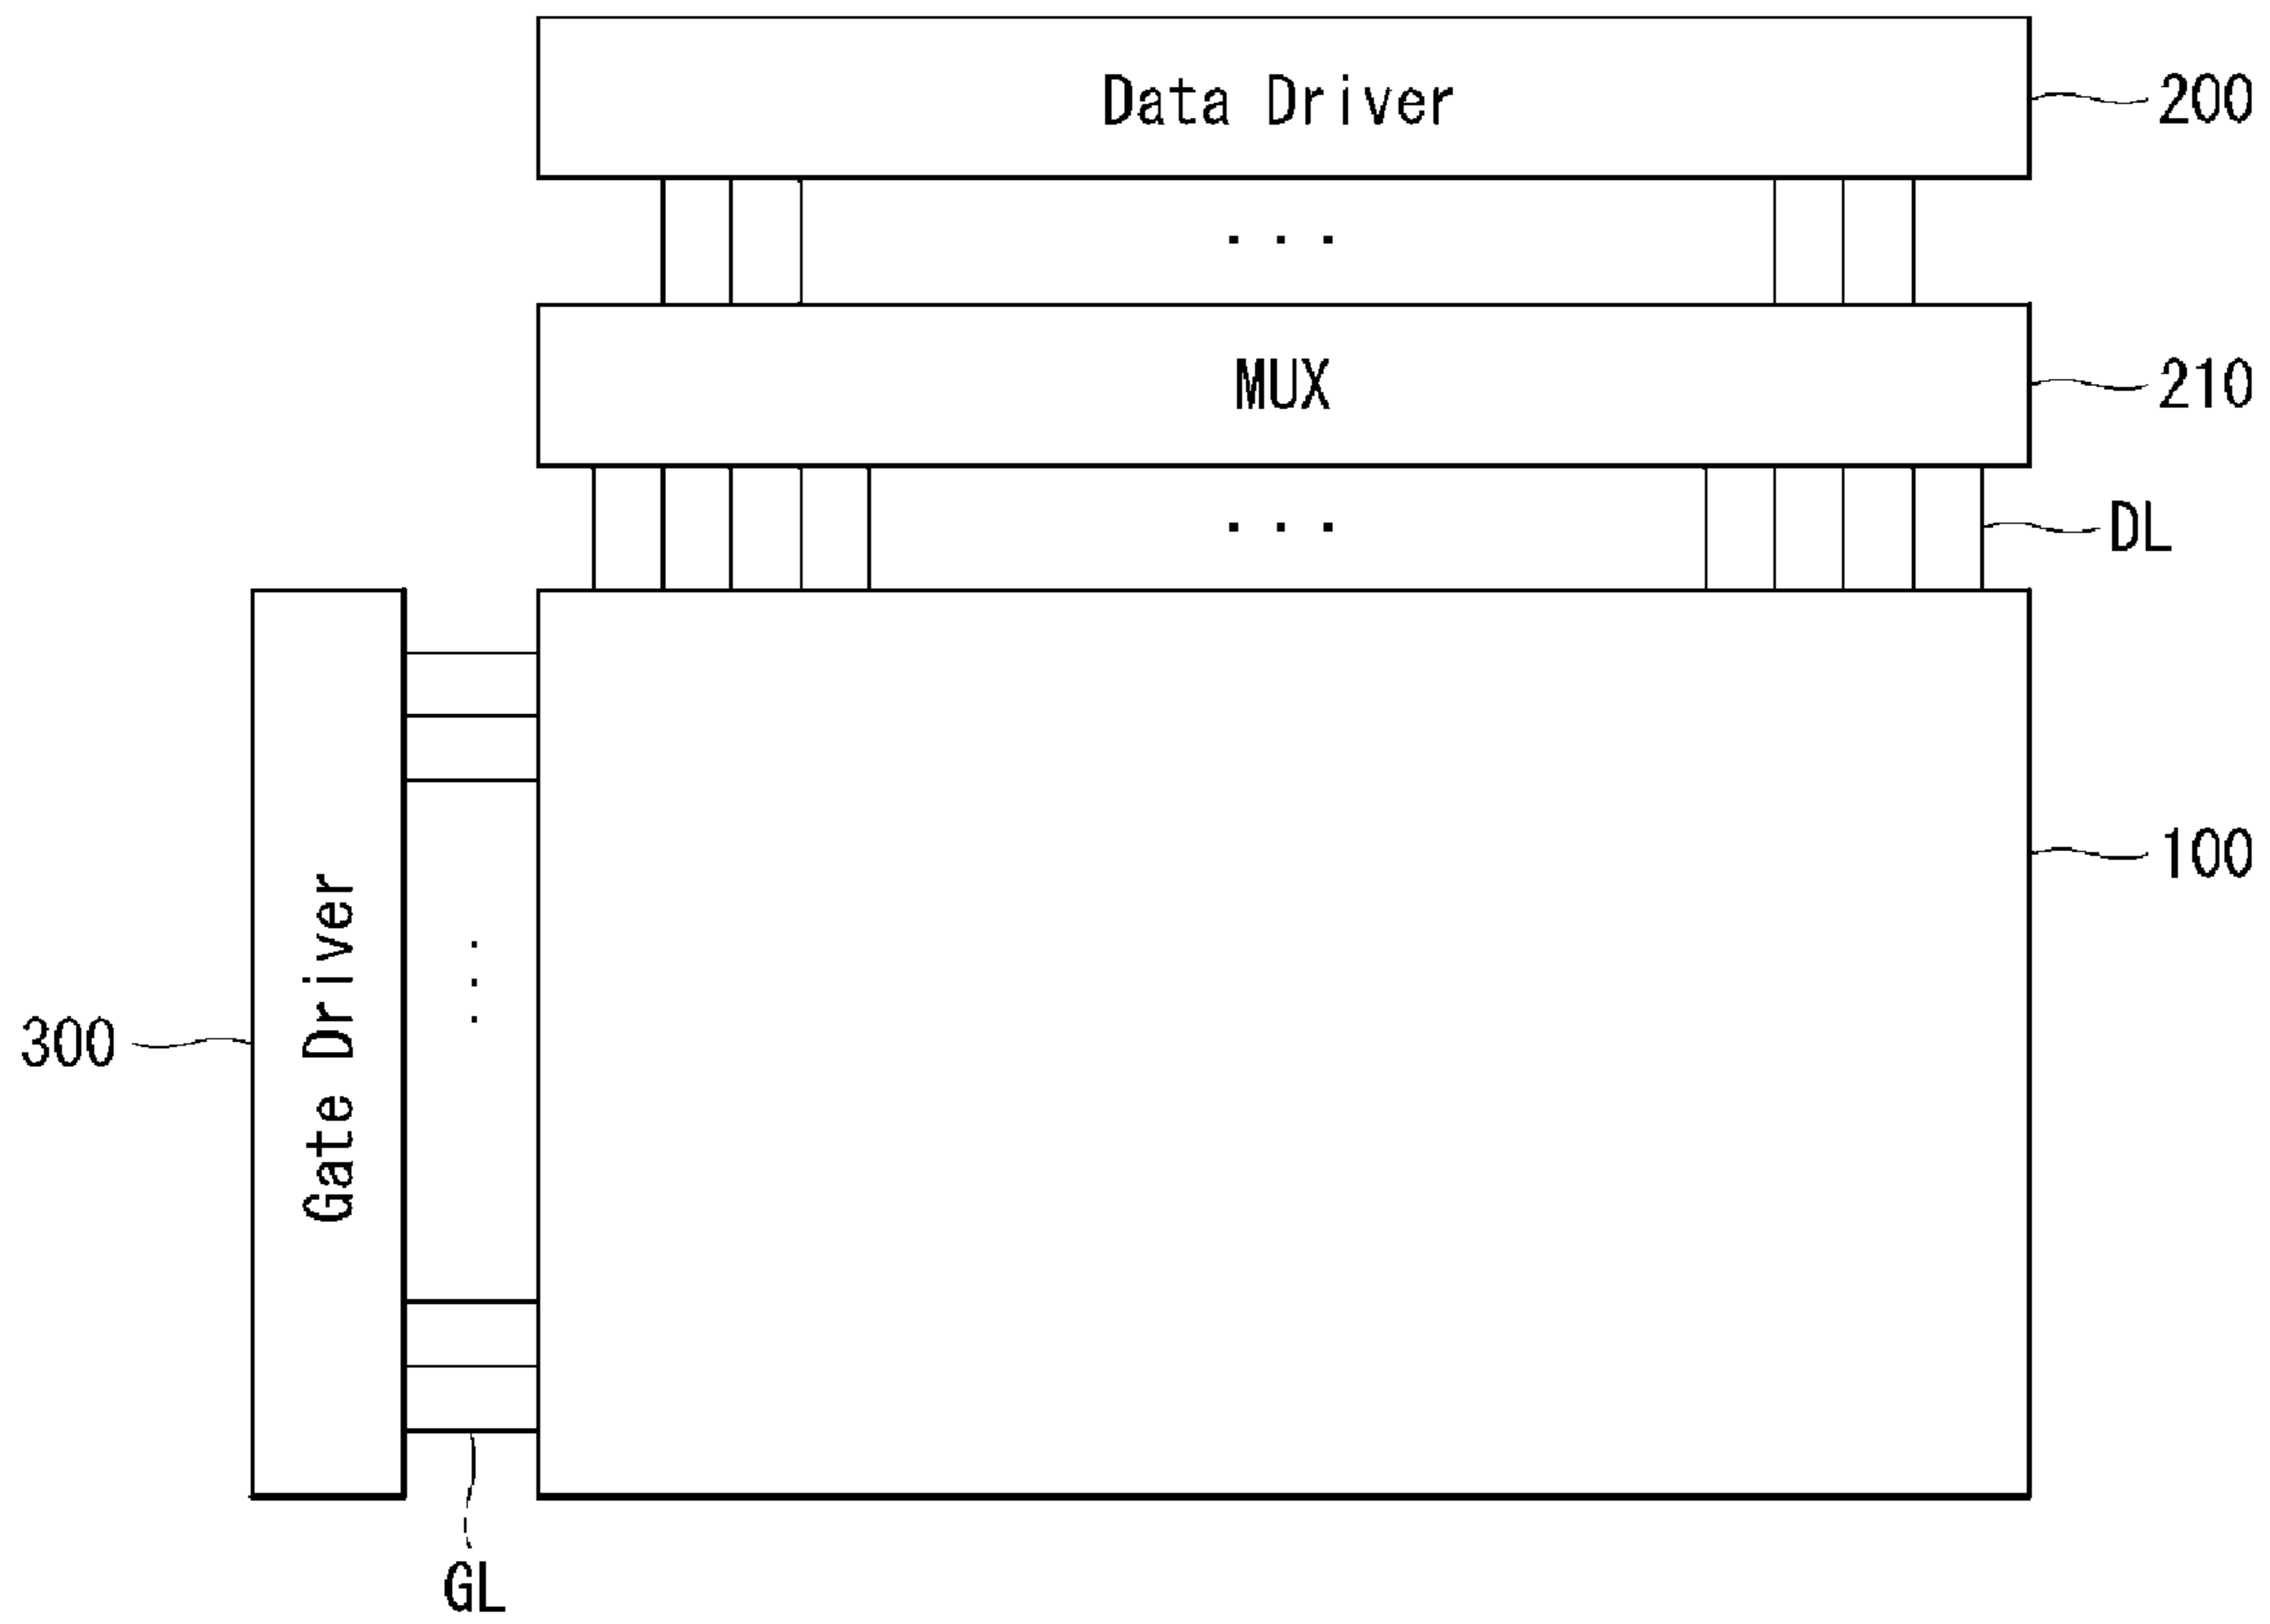 Data Driver
200
. . .
MUX
210
. . .
DL
100
Gate Driver
. . .
300
GL